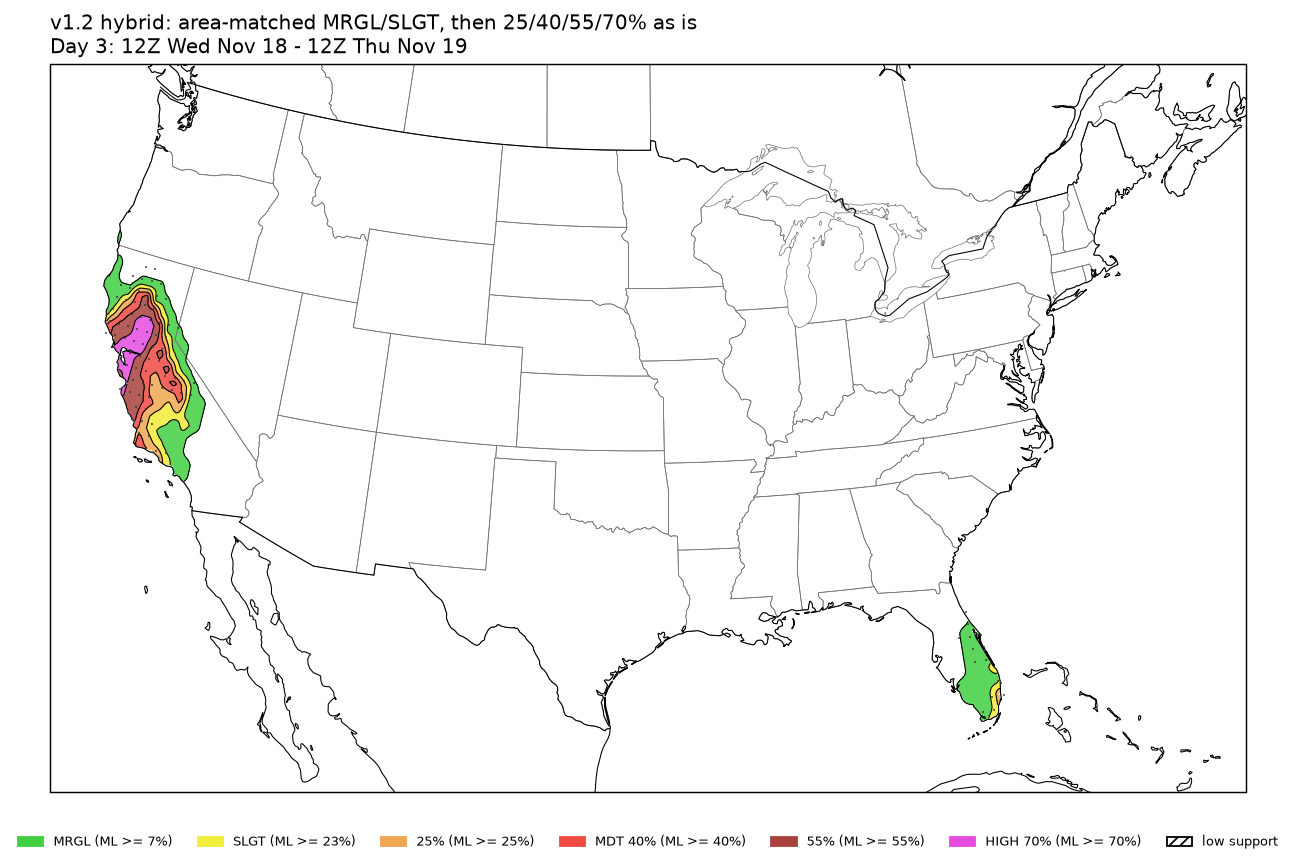 v1.2 hybrid: area-matched MRGL/SLGT, then 25/40/55/70% as is
Day 3: 12Z Wed Nov 18 - 12Z Thu Nov 19
MRGL (ML >= 7%) SLGT (ML >= 23%) 25% (ML >= 25%) MDT 40% (ML >= 40%) 55% (ML >= 55%) HIGH 70% (ML >= 70%) low support